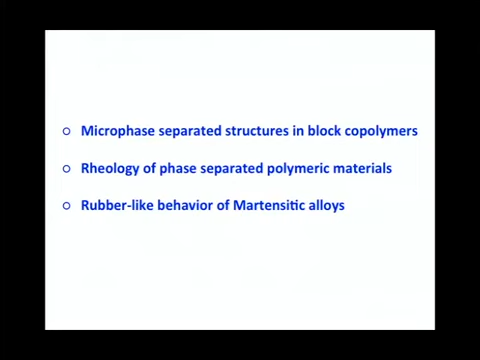 Microphase separated structures in block copolymers
Rheology of phase separated polymeric materials
Rubber-like behavior of Martensitic alloys